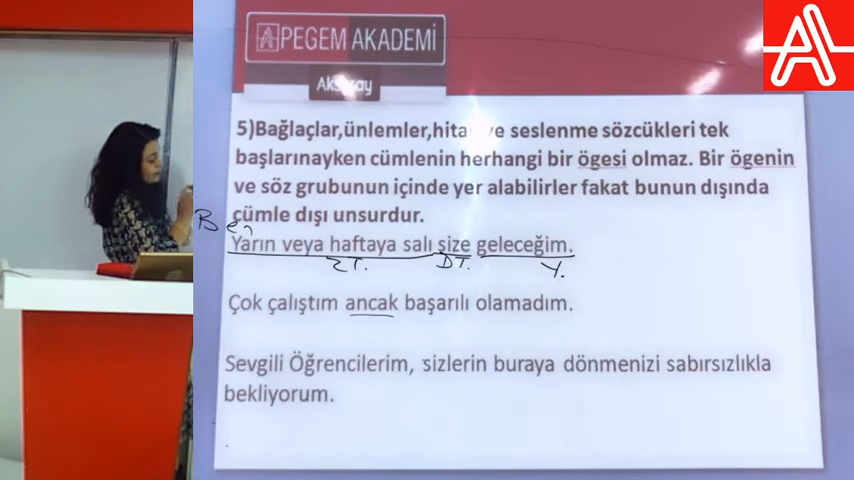 PEGEM AKADEMİ
Aksaray
5)Bağlaçlar,ünlemler,hita ve seslenme sözcükleri tek
başlarınayken cümlenin herhangi bir ögesi olmaz. Bir ögenin
ve söz grubunun içinde yer alabilirler fakat bunun dışında
cümle dışı unsurdur.
Ben
Yarın veya haftaya salı size geleceğim.
ZT. DT. Y.
Çok çalıştım ancak başarılı olamadım.
Sevgili Öğrencilerim, sizlerin buraya dönmenizi sabırsızlıkla
bekliyorum.